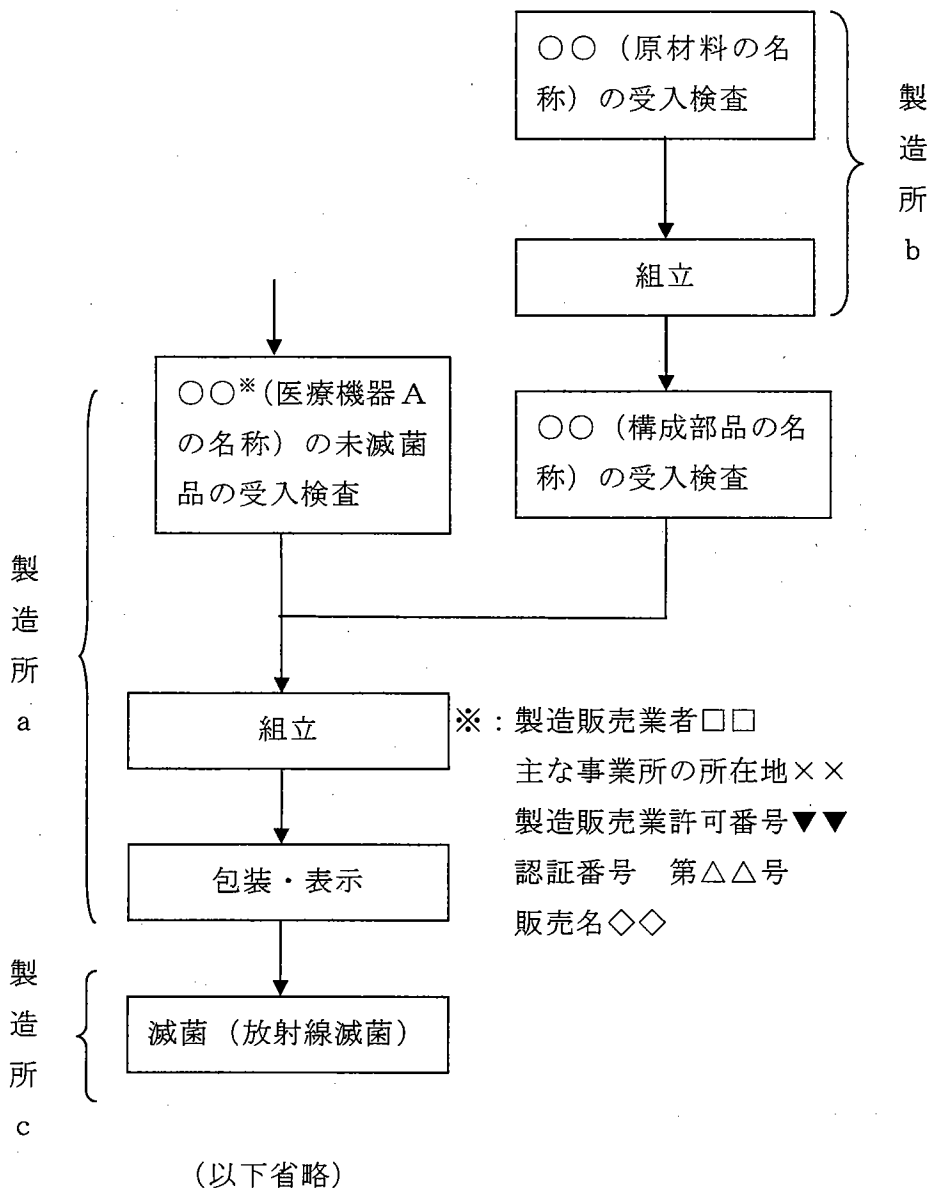 ○○（原材料の名
称）の受入検査
製造所b
組立
○○※(医療機器A
の名称）の未滅菌
品の受入検査
○○（構成部品の名
称）の受入検査
製造所a
組立
※：製造販売業者□□
主な事業所の所在地××
製造販売業許可番号▼▼
認証番号　第△△号
販売名◇◇
包装・表示
製造所c
滅菌（放射線滅菌）
（以下省略）